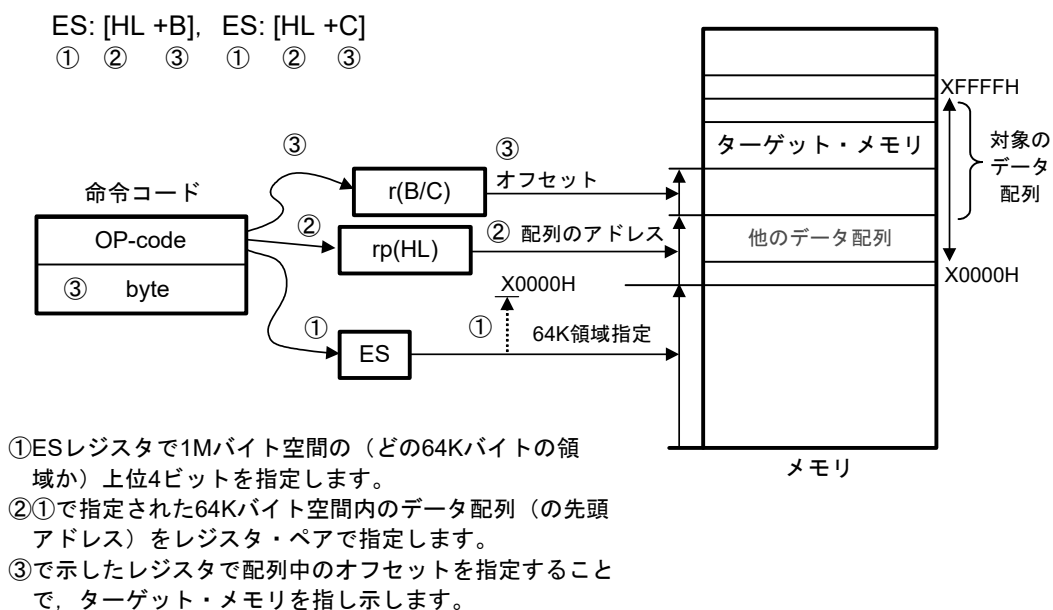 ES: [HL +B], ES: [HL +C]
① ② ③ ① ② ③
XFFFFH
ターゲット・メモリ
対象の
データ
配列
③
③
r(B/C)
オフセット
命令コード
OP-code
②
② 配列のアドレス
rp(HL)
他のデータ配列
③ byte
X0000H
X0000H
①
①
64K領域指定
ES
メモリ
①ESレジスタで1Mバイト空間の（どの64Kバイトの領
域か）上位4ビットを指定します。
②①で指定された64Kバイト空間内のデータ配列（の先頭
アドレス）をレジスタ・ペアで指定します。
③で示したレジスタで配列中のオフセットを指定すること
で，ターゲット・メモリを指し示します。